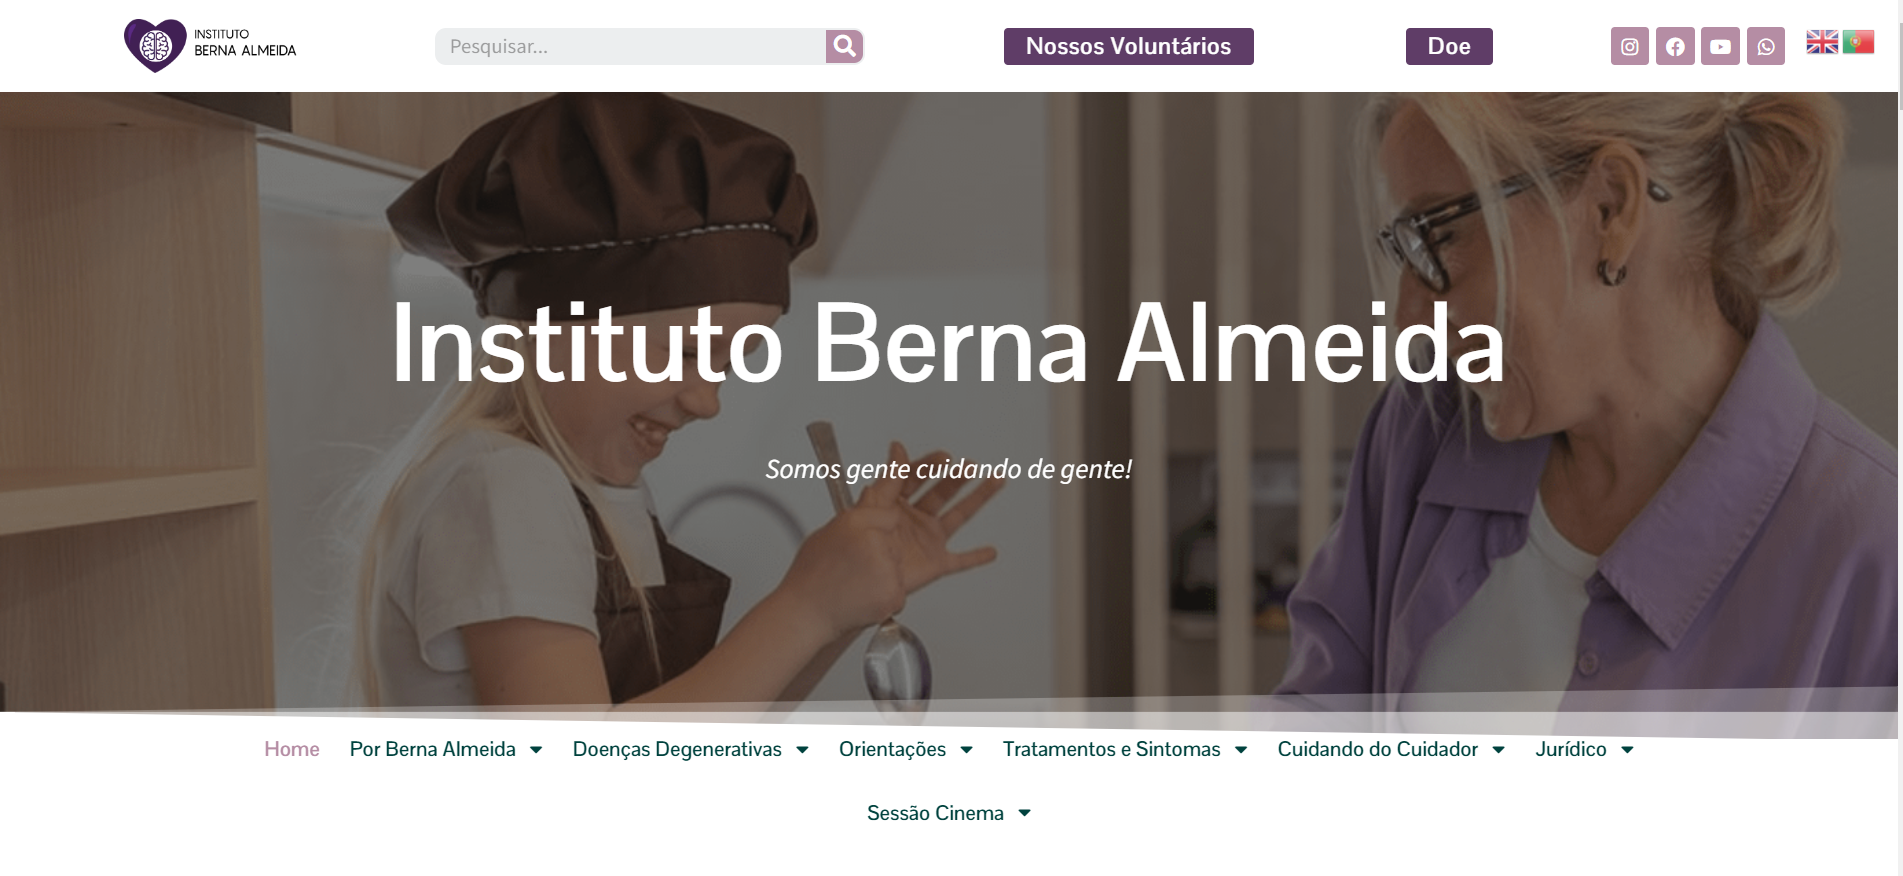 INSTITUTO
BERNA ALMEIDA
Pesquisar...
Nossos Voluntários
Doe
Instituto Berna Almeida
Somos gente cuidando de gente!
Home Por Berna Almeida Doenças Degenerativas Orientações Tratamentos e Sintomas Cuidando do Cuidador Jurídico
Sessão Cinema